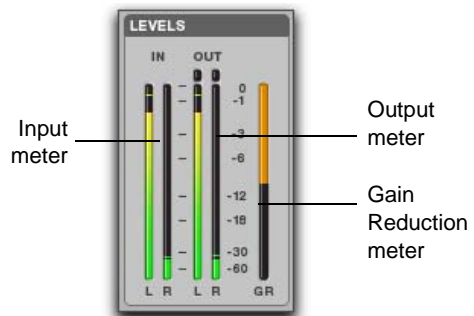 LEVELS
IN OUT
0
-1
-3
-6
-12
-18
-30
-60
L R L R GR
Input
meter
Output
meter
Gain
Reduction
meter